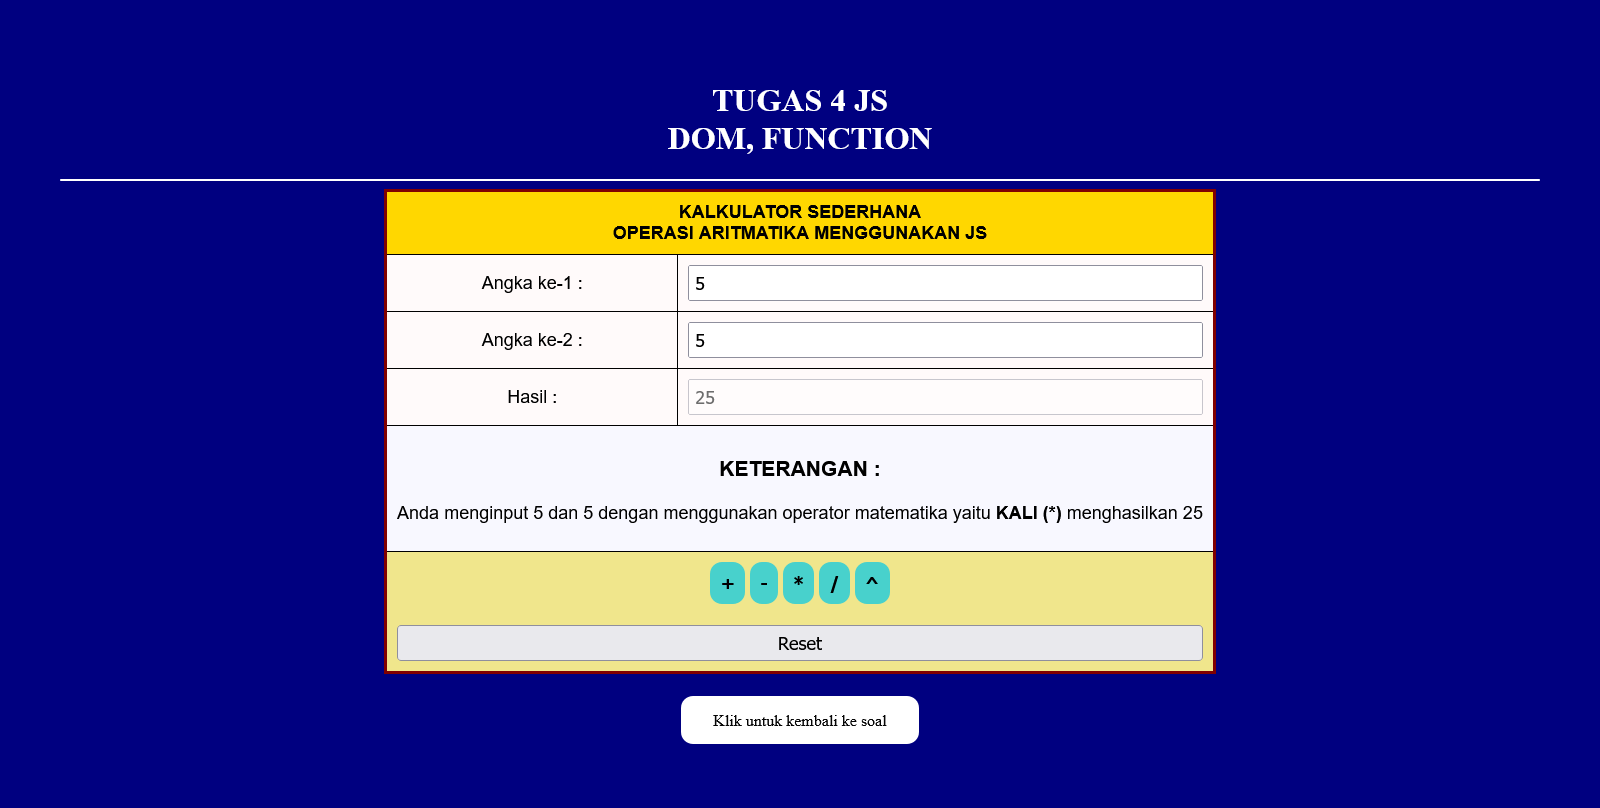 TUGAS 4 JS
DOM, FUNCTION
KALKULATOR SEDERHANA
OPERASI ARITMATIKA MENGGUNAKAN JS
Angka ke-1 :
5
Angka ke-2 :
5
Hasil :
25
KETERANGAN :
Anda menginput 5 dan 5 dengan menggunakan operator matematika yaitu KALI (*) menghasilkan 25
+ - * / ^
Reset
Klik untuk kembali ke soal